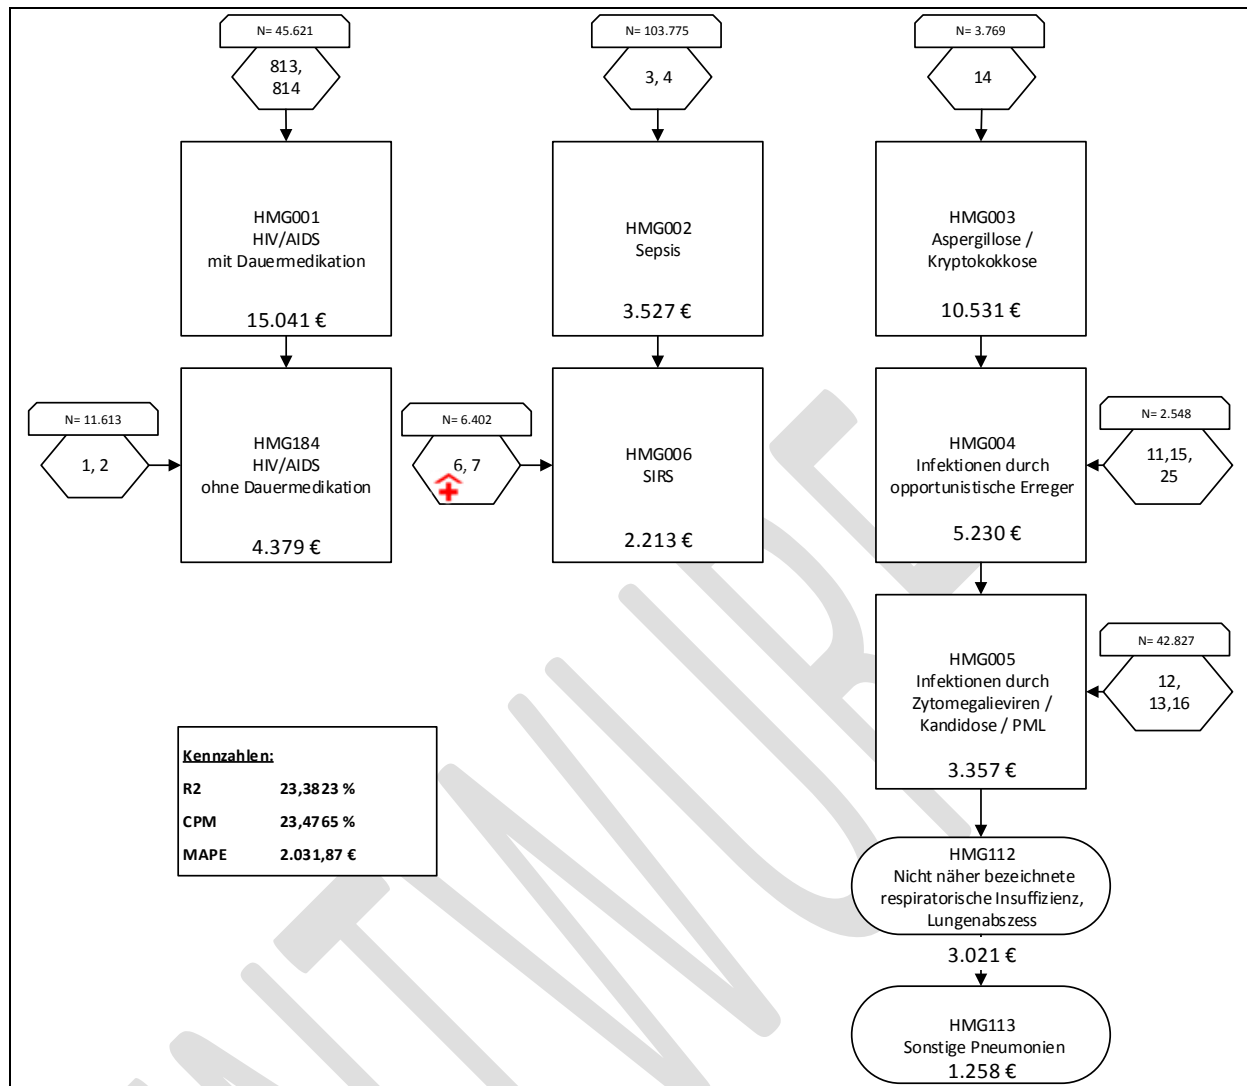 N= 45.621
813,
814
HMG001
HIV/AIDS
mit Dauermedikation
15.041 €
N= 11.613
1, 2
HMG184
HIV/AIDS
ohne Dauermedikation
4.379 €
N= 103.775
3, 4
HMG002
Sepsis
3.527 €
N= 6.402
6, 7
HMG006
SIRS
2.213 €
N= 3.769
14
HMG003
Aspergillose /
Kryptokokkose
10.531 €
N= 2.548
11,15,
25
HMG004
Infektionen durch
opportunistische Erreger
5.230 €
N= 42.827
12,
13,16
HMG005
Infektionen durch
Zytomegalieviren /
Kandidose / PML
3.357 €
HMG112
Nicht näher bezeichnete
respiratorische Insuffizienz,
Lungenabszess
3.021 €
HMG113
Sonstige Pneumonien
1.258 €
Kennzahlen:
R2 23,3823 %
CPM 23,4765 %
MAPE 2.031,87 €
NTWURF